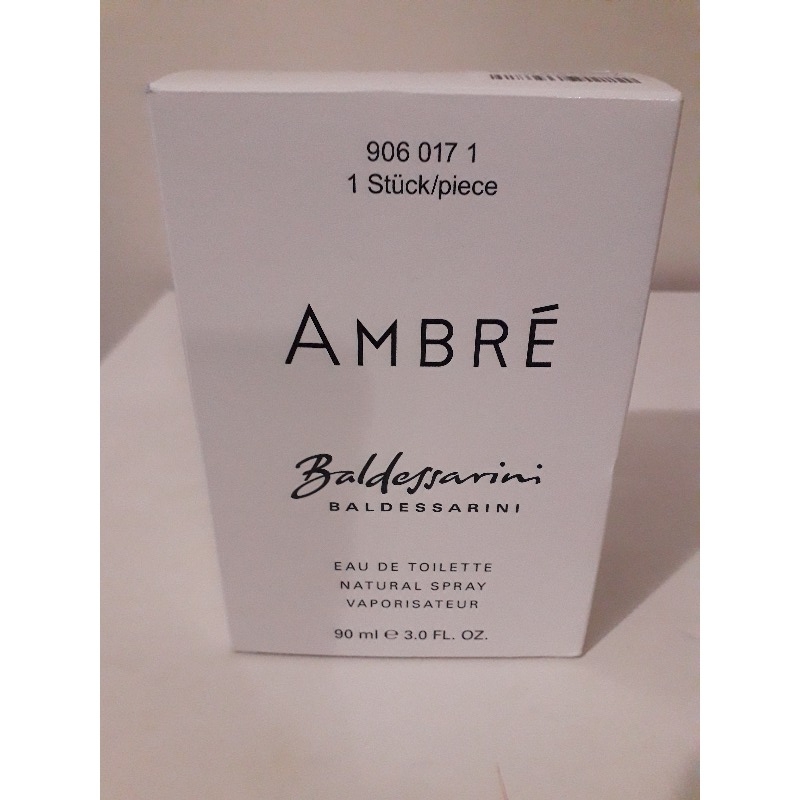 906 017 1
1 Stück/piece
AMBRÉ
Baldessarini
BALDESSARINI
EAU DE TOILETTE
NATURAL SPRAY
VAPORISATEUR
90 ml ℮ 3.0 FL. OZ.